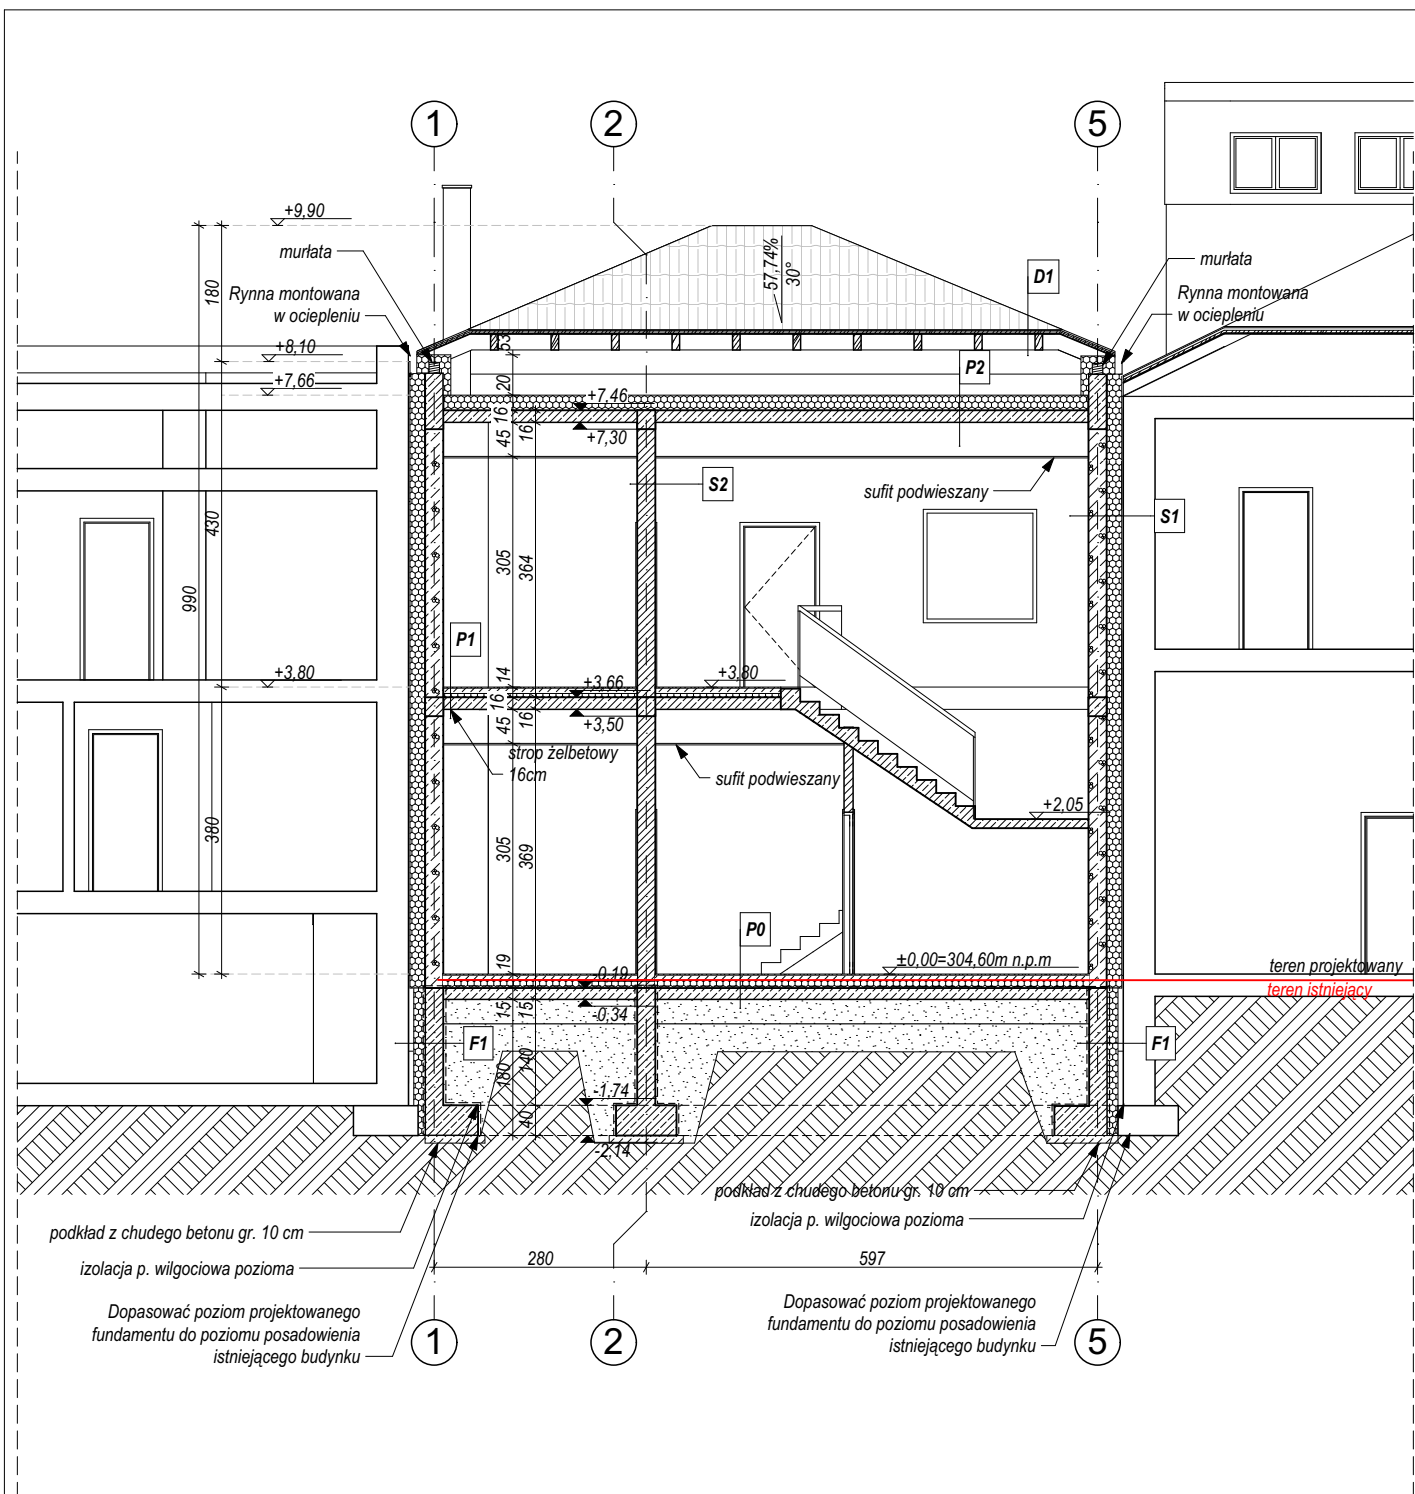 1
2
5
+9,90
murłata
Rynna montowana
w ociepleniu
+8,10
+7,66
57,74%
30°
D1
murłata
Rynna montowana
w ociepleniu
P2
180
430
990
380
53
20
16
45
16
305
364
14
16
45
16
305
369
19
15
15
180
140
40
+7,46
+7,30
S2
sufit podwieszany
S1
P1
+3,80
+3,66
+3,80
+3,50
strop żelbetowy
16cm
sufit podwieszany
+2,05
P0
-0,19
±0,00=304,60m n.p.m
teren projektowany
teren istniejący
-0,34
F1
F1
-1,74
-2,14
podkład z chudego betonu gr. 10 cm
izolacja p. wilgociowa pozioma
podkład z chudego betonu gr. 10 cm
izolacja p. wilgociowa pozioma
280
597
Dopasować poziom projektowanego
fundamentu do poziomu posadowienia
istniejącego budynku
Dopasować poziom projektowanego
fundamentu do poziomu posadowienia
istniejącego budynku
1
2
5